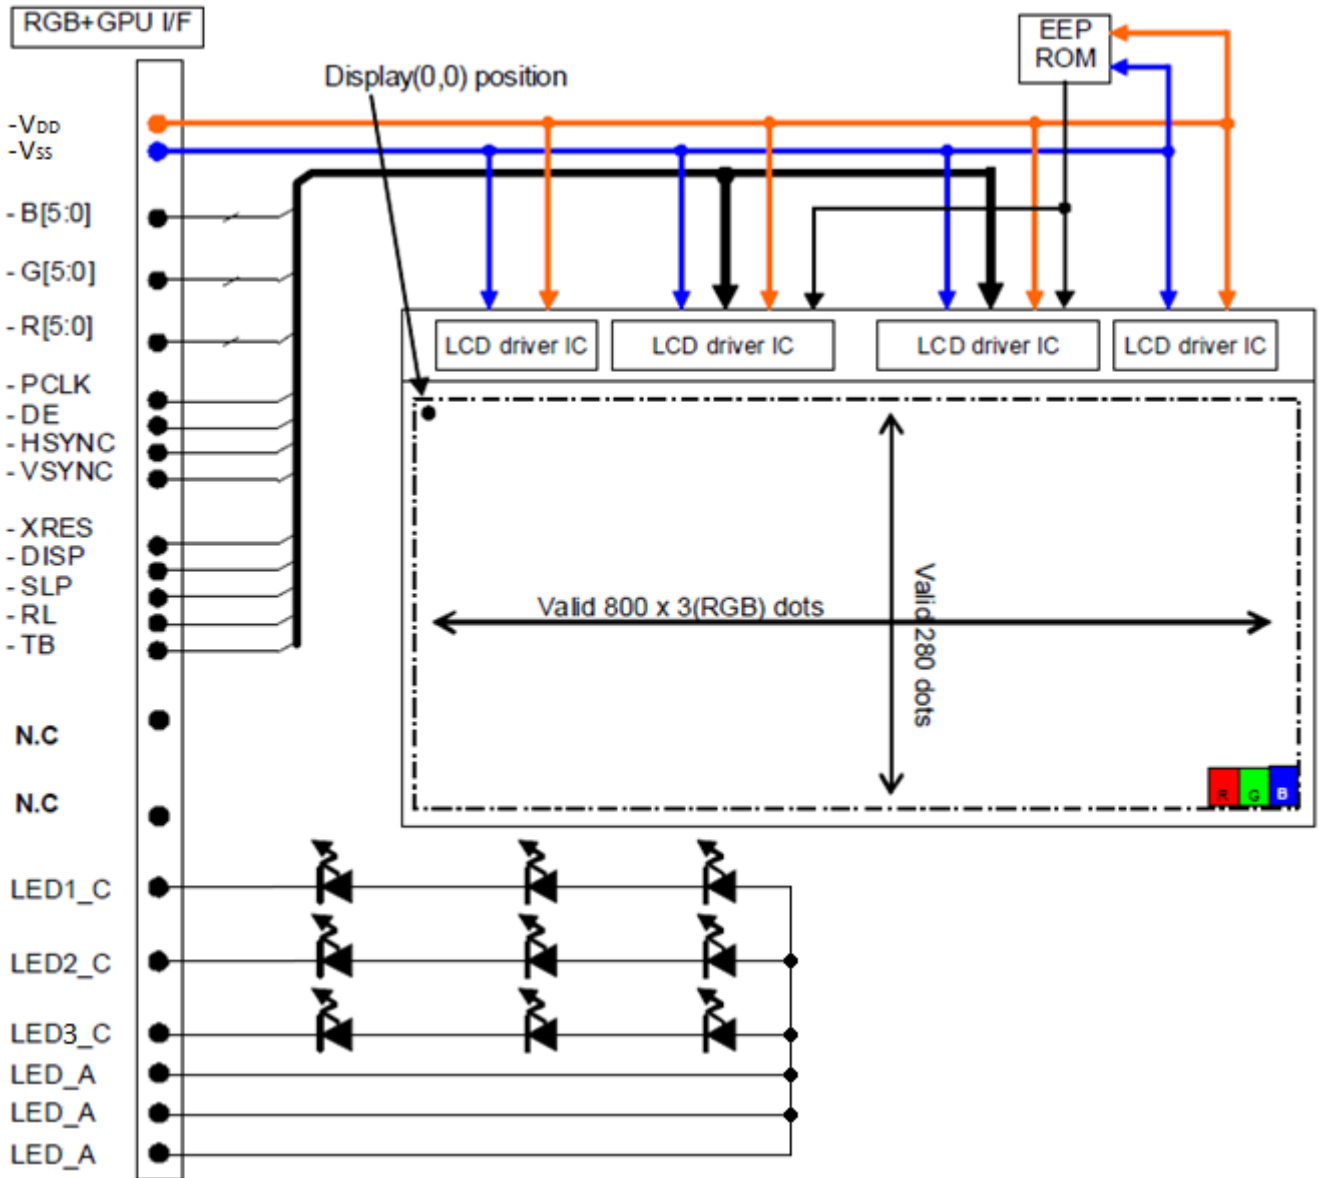 RGB+GPU I/F
EEP
ROM
Display(0,0) position
-VDD
-VSS
- B[5:0]
- G[5:0]
- R[5:0]
- PCLK
- DE
- HSYNC
- VSYNC
- XRES
- DISP
- SLP
- RL
- TB
N.C
N.C
LCD driver IC
LCD driver IC
LCD driver IC
LCD driver IC
Valid 800 x 3(RGB) dots
Valid 280 dots
R G B
LED1_C
LED2_C
LED3_C
LED_A
LED_A
LED_A